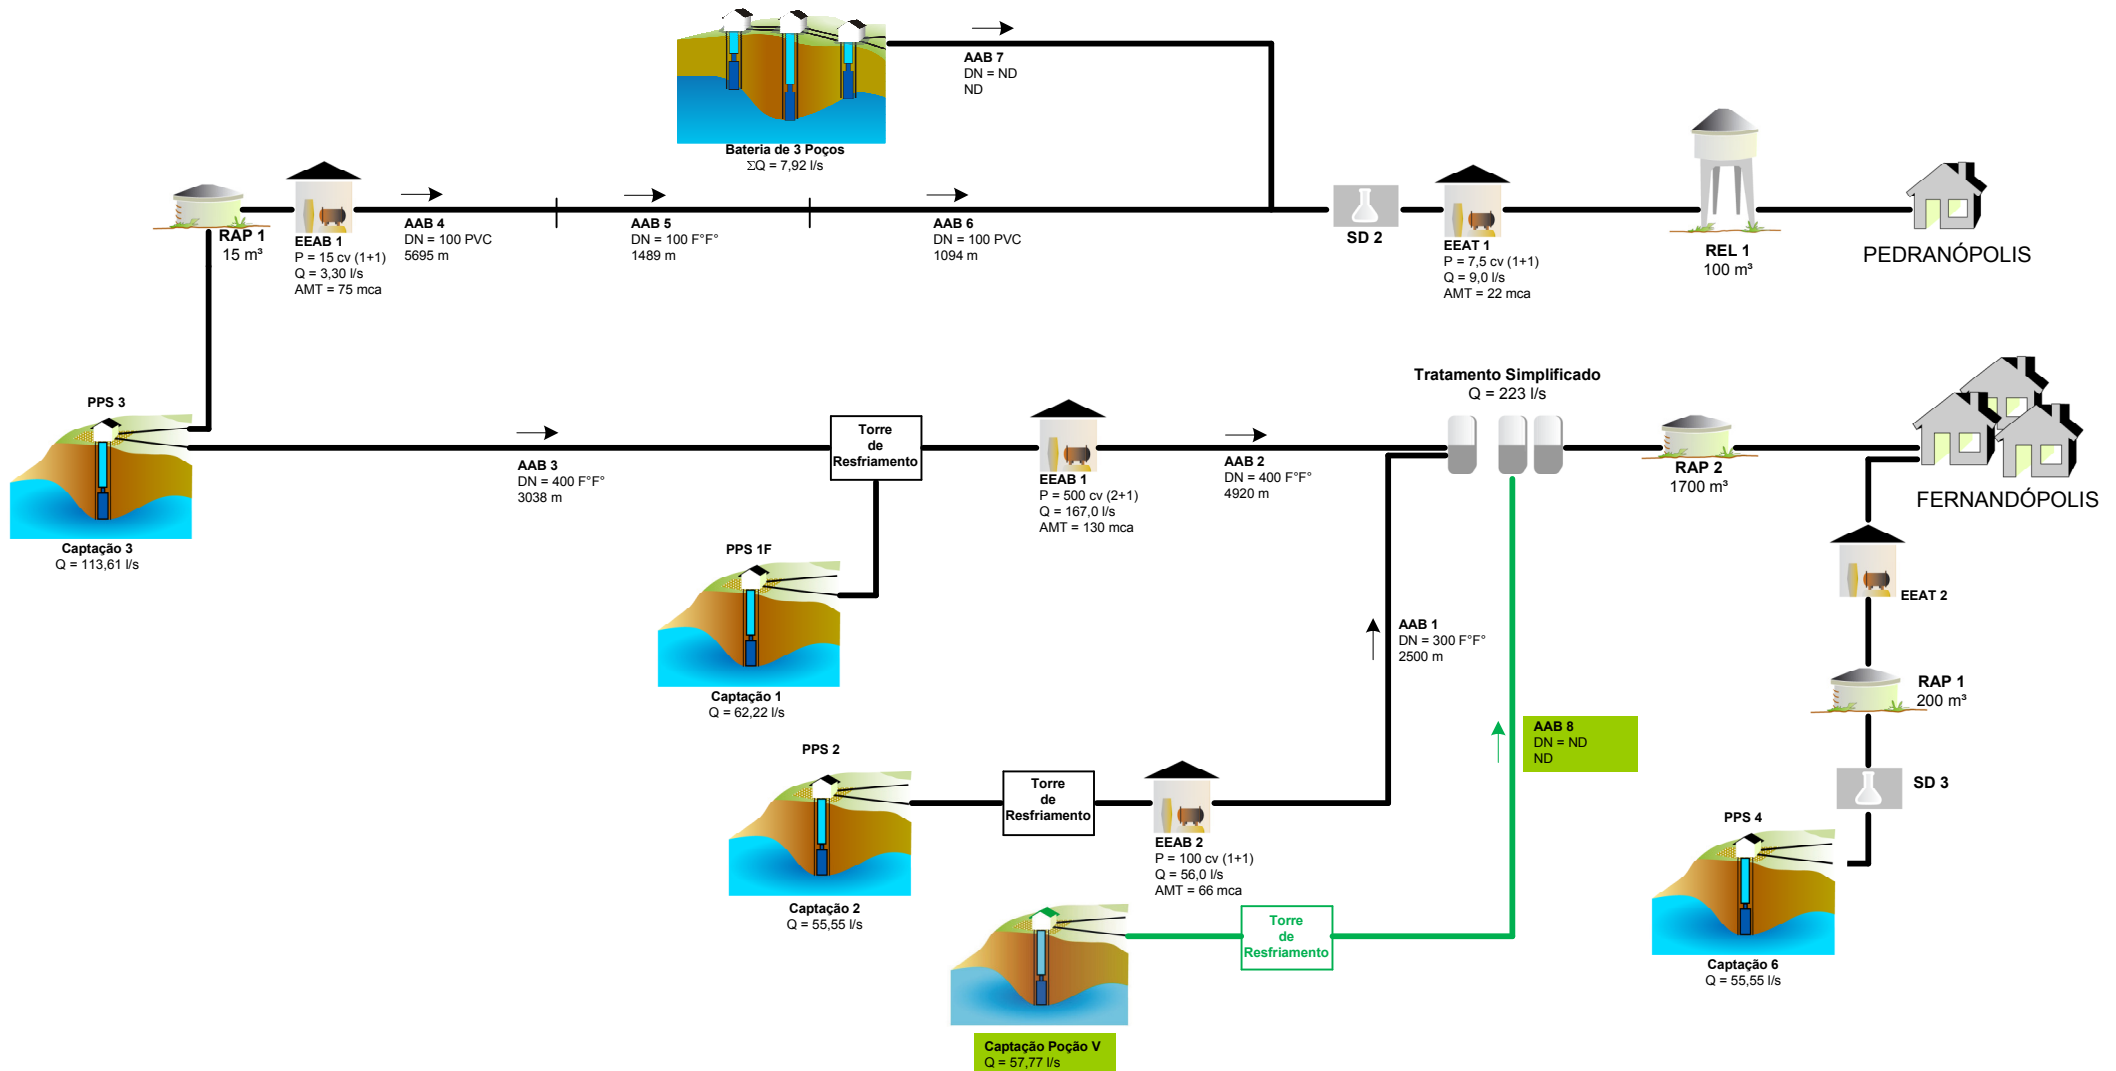 AAB 7
DN = ND
ND
Bateria de 3 Poços
ΣQ = 7,92 l/s
RAP 1
15 m³
EEAB 1
P = 15 cv (1+1)
Q = 3,30 l/s
AMT = 75 mca
AAB 4
DN = 100 PVC
5695 m
AAB 5
DN = 100 F°F°
1489 m
AAB 6
DN = 100 PVC
1094 m
SD 2
EEAT 1
P = 7,5 cv (1+1)
Q = 9,0 l/s
AMT = 22 mca
REL 1
100 m³
PEDRANÓPOLIS
PPS 3
Captação 3
Q = 113,61 l/s
AAB 3
DN = 400 F°F°
3038 m
Torre
de
Resfriamento
EEAB 1
P = 500 cv (2+1)
Q = 167,0 l/s
AMT = 130 mca
AAB 2
DN = 400 F°F°
4920 m
Tratamento Simplificado
Q = 223 l/s
RAP 2
1700 m³
FERNANDÓPOLIS
PPS 1F
Captação 1
Q = 62,22 l/s
AAB 1
DN = 300 F°F°
2500 m
EEAT 2
RAP 1
200 m³
SD 3
PPS 2
Captação 2
Q = 55,55 l/s
Torre
de
Resfriamento
EEAB 2
P = 100 cv (1+1)
Q = 56,0 l/s
AMT = 66 mca
AAB 8
DN = ND
ND
PPS 4
Captação 6
Q = 55,55 l/s
Torre
de
Resfriamento
Captação Poção V
Q = 57,77 l/s